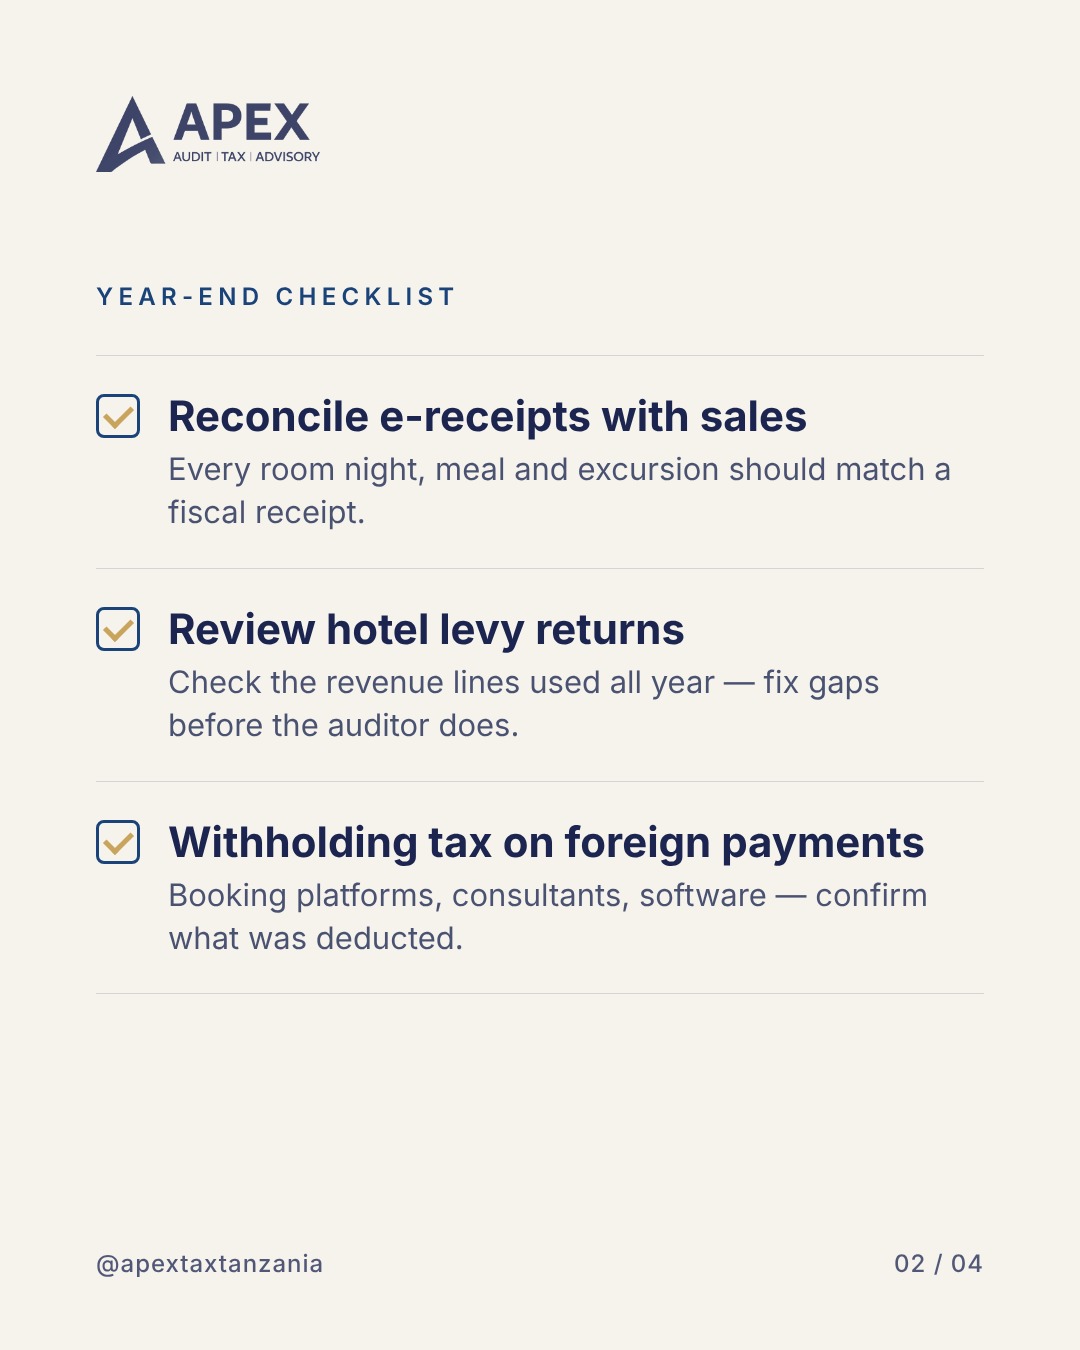 APEX
AUDIT | TAX | ADVISORY
YEAR-END CHECKLIST
Reconcile e-receipts with sales
Every room night, meal and excursion should match a
fiscal receipt.
Review hotel levy returns
Check the revenue lines used all year — fix gaps
before the auditor does.
Withholding tax on foreign payments
Booking platforms, consultants, software — confirm
what was deducted.
@apextaxtanzania
02 / 04